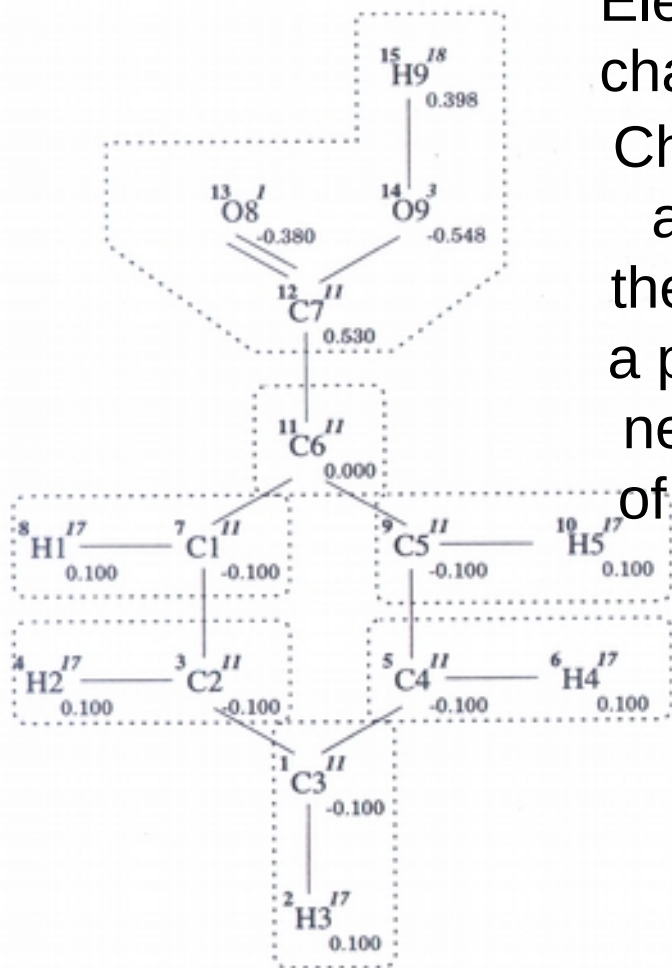 Ele
cha
15 H9 18
0.398
Ch
13 O8 1
14 O9 3
a
-0.380
-0.548
the
12 C7 11
0.530
a p
11 C6 11
ne
0.000
of
8 H1 17
7 C1 11
9 C5 11
10 H5 17
0.100
-0.100
-0.100
0.100
4 H2 17
3 C2 11
5 C4 11
6 H4 17
0.100
-0.100
-0.100
0.100
1 C3 11
-0.100
2 H3 17
0.100